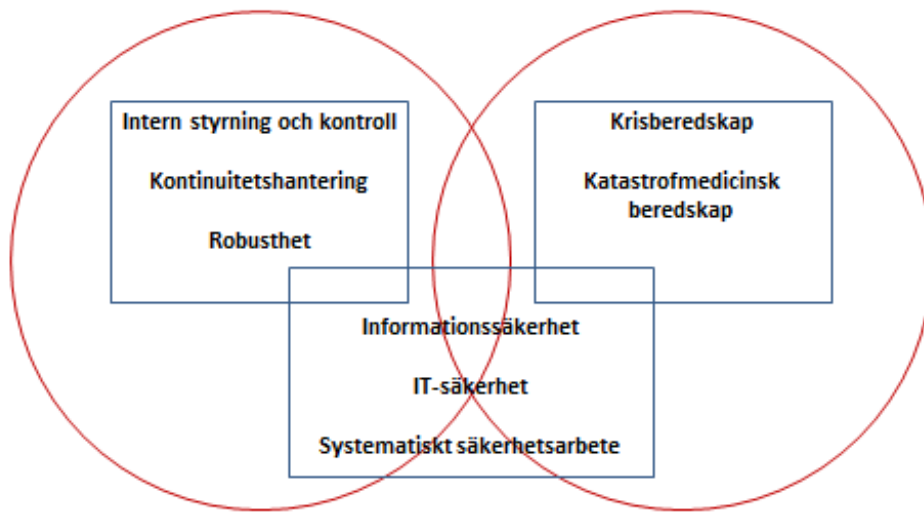 Intern styrning och kontroll
Kontinuitetshantering
Robusthet
Krisberedskap
Katastrofmedicinsk
beredskap
Informationssäkerhet
IT-säkerhet
Systematiskt säkerhetsarbete